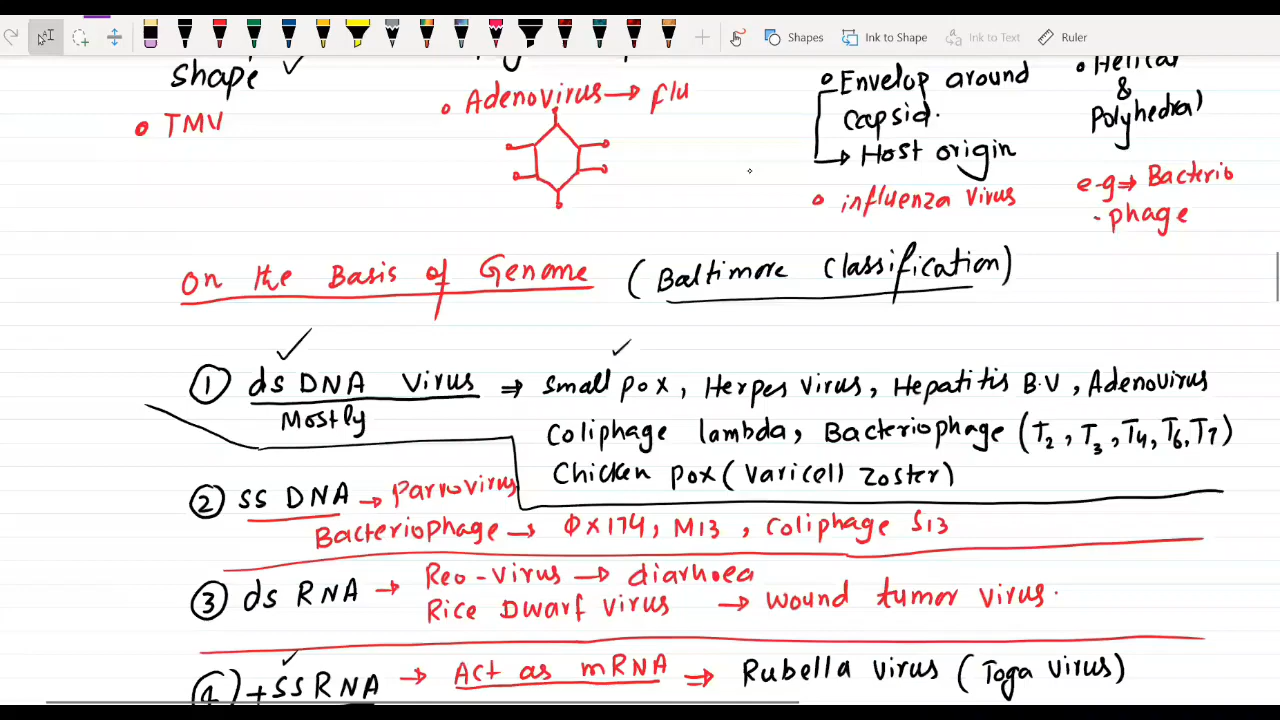 Shapes
Ink to Shape
Ink to Text
Ruler
Shape
• TMV
• Adenovirus → flu
• Envelop around
capsid.
→ Host origin
• influenza virus
• Helical
&
Polyhedral)
e-g ⇒ Bacterio
- phage
On the Basis of Genome (Baltimore Classification)
① ds DNA Virus ⇒ Small pox, Herpes virus, Hepatitis B.V, Adenovirus
Mostly
Coliphage lambda, Bacteriophage (T2, T3, T4, T6, T7)
Chicken pox (Varicell Zoster)
② SS DNA → Parvovirus
Bacteriophage → ΦX174, M13, Coliphage S13
③ ds RNA → Reo-virus → diarhoea
Rice Dwarf virus → wound tumor virus.
④ +SS RNA → Act as mRNA ⇒ Rubella virus (Toga virus)